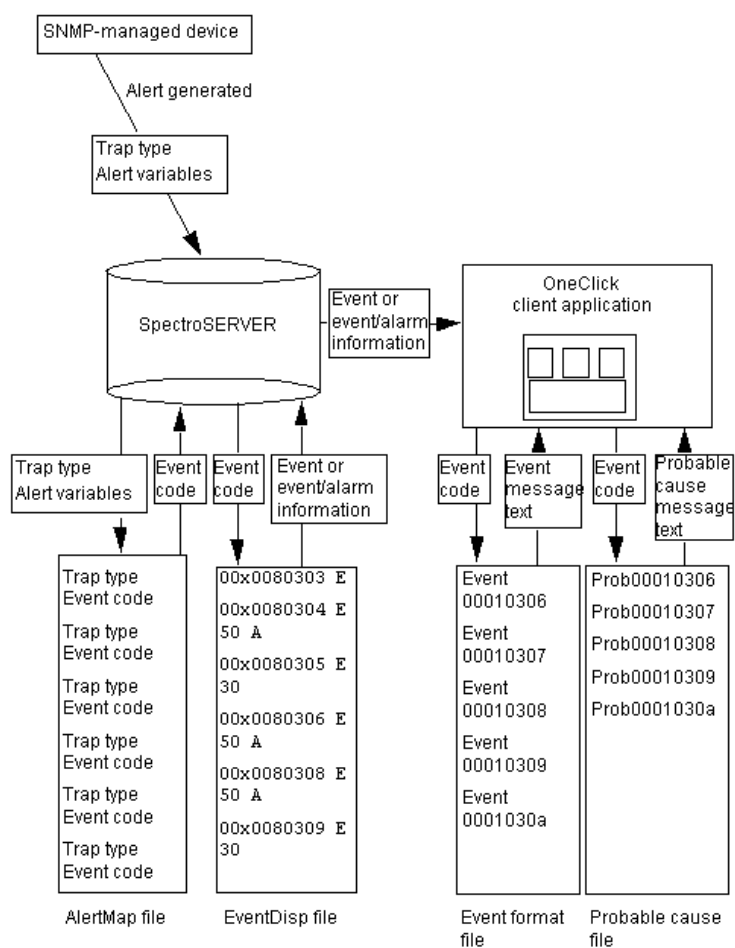 SNMP-managed device
Alert generated
Trap type
Alert variables
SpectroSERVER
Event or
event/alarm
information
OneClick
client application
Trap type
Alert variables
Event
code
Event
code
Event or
event/alarm
information
Event
code
Event
message
text
Event
code
Probable
cause
message
text
Trap type
Event code
Trap type
Event code
Trap type
Event code
Trap type
Event code
Trap type
Event code
Trap type
Event code
00x0080303 E
00x0080304 E
50 A
00x0080305 E
30
00x0080306 E
50 A
00x0080308 E
50 A
00x0080309 E
30
Event
00010306
Event
00010307
Event
00010308
Event
00010309
Event
0001030a
Prob00010306
Prob00010307
Prob00010308
Prob00010309
Prob0001030a
AlertMap file
EventDisp file
Event format
file
Probable cause
file